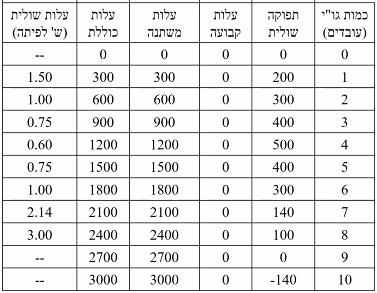 כמות גו"י (עובדים) תפוקה שולית עלות קבועה עלות משתנה עלות כוללת עלות שולית (ש' לפיתה)
0 0 0 0 0 --
1 200 0 300 300 1.50
2 300 0 600 600 1.00
3 400 0 900 900 0.75
4 500 0 1200 1200 0.60
5 400 0 1500 1500 0.75
6 300 0 1800 1800 1.00
7 140 0 2100 2100 2.14
8 100 0 2400 2400 3.00
9 0 0 2700 2700 --
10 -140 0 3000 3000 --